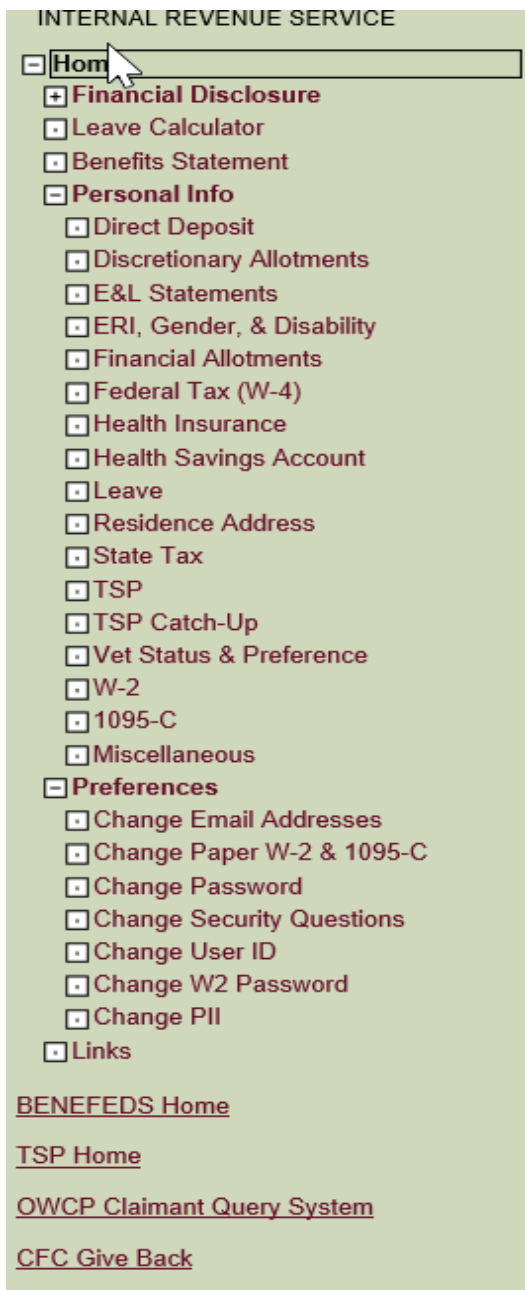 INTERNAL REVENUE SERVICE
Hom
Financial Disclosure
Leave Calculator
Benefits Statement
Personal Info
Direct Deposit
Discretionary Allotments
E&L Statements
ERI, Gender, & Disability
Financial Allotments
Federal Tax (W-4)
Health Insurance
Health Savings Account
Leave
Residence Address
State Tax
TSP
TSP Catch-Up
Vet Status & Preference
W-2
1095-C
Miscellaneous
Preferences
Change Email Addresses
Change Paper W-2 & 1095-C
Change Password
Change Security Questions
Change User ID
Change W2 Password
Change PII
Links
BENEFEDS Home
TSP Home
OWCP Claimant Query System
CFC Give Back